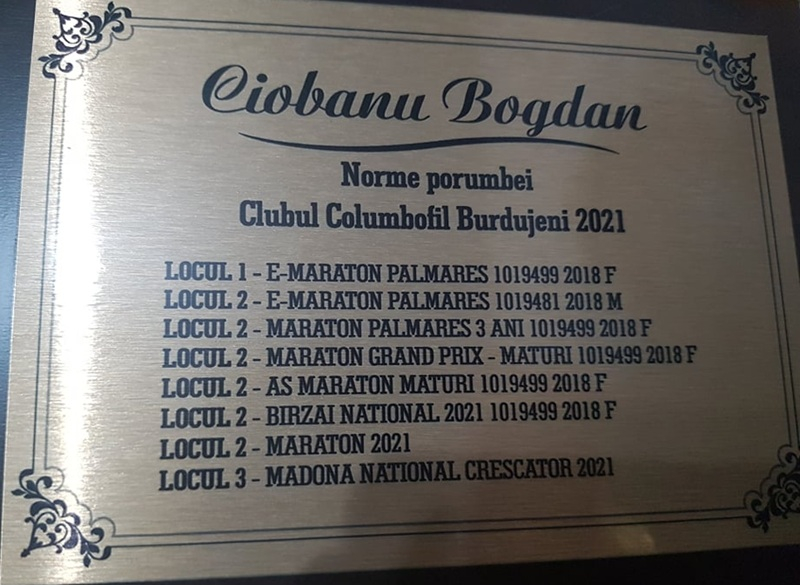 Ciobanu Bogdan
Norme porumbei
Clubul Columbofil Burdujeni 2021
LOCUL 1 - E-MARATON PALMARES 1019499 2018 F
LOCUL 2 - E-MARATON PALMARES 1019481 2018 M
LOCUL 2 - MARATON PALMARES 3 ANI 1019499 2018 F
LOCUL 2 - MARATON GRAND PRIX - MATURI 1019499 2018 F
LOCUL 2 - AS MARATON MATURI 1019499 2018 F
LOCUL 2 - BIRZAI NATIONAL 2021 1019499 2018 F
LOCUL 2 - MARATON 2021
LOCUL 3 - MADONA NATIONAL CRESCATOR 2021